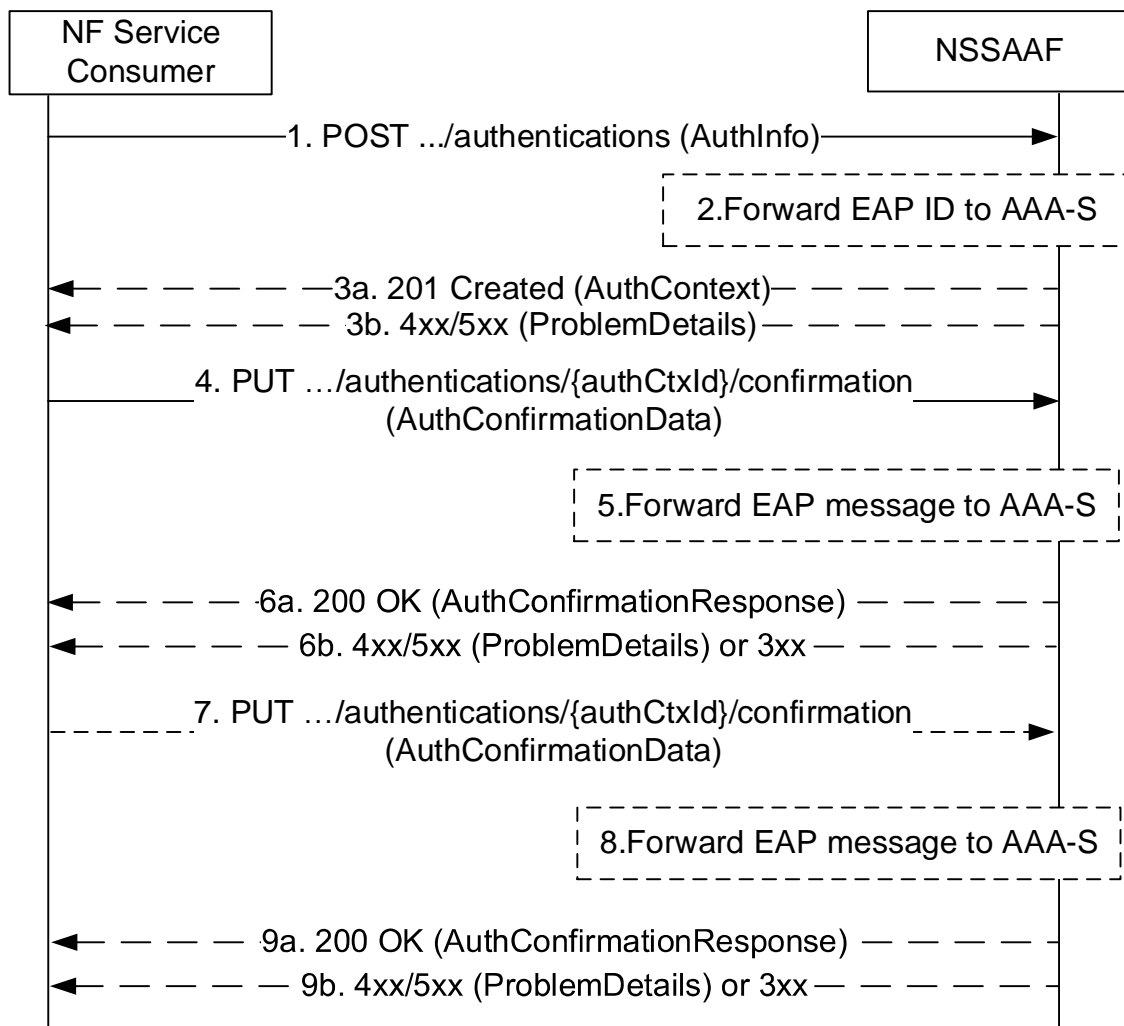 NF Service
Consumer
NSSAAF
1. POST .../authentications (AuthInfo)
2.Forward EAP ID to AAA-S
3a. 201 Created (AuthContext)
3b. 4xx/5xx (ProblemDetails)
4. PUT …/authentications/{authCtxId}/confirmation
(AuthConfirmationData)
5.Forward EAP message to AAA-S
6a. 200 OK (AuthConfirmationResponse)
6b. 4xx/5xx (ProblemDetails) or 3xx
7. PUT …/authentications/{authCtxId}/confirmation
(AuthConfirmationData)
8.Forward EAP message to AAA-S
9a. 200 OK (AuthConfirmationResponse)
9b. 4xx/5xx (ProblemDetails) or 3xx